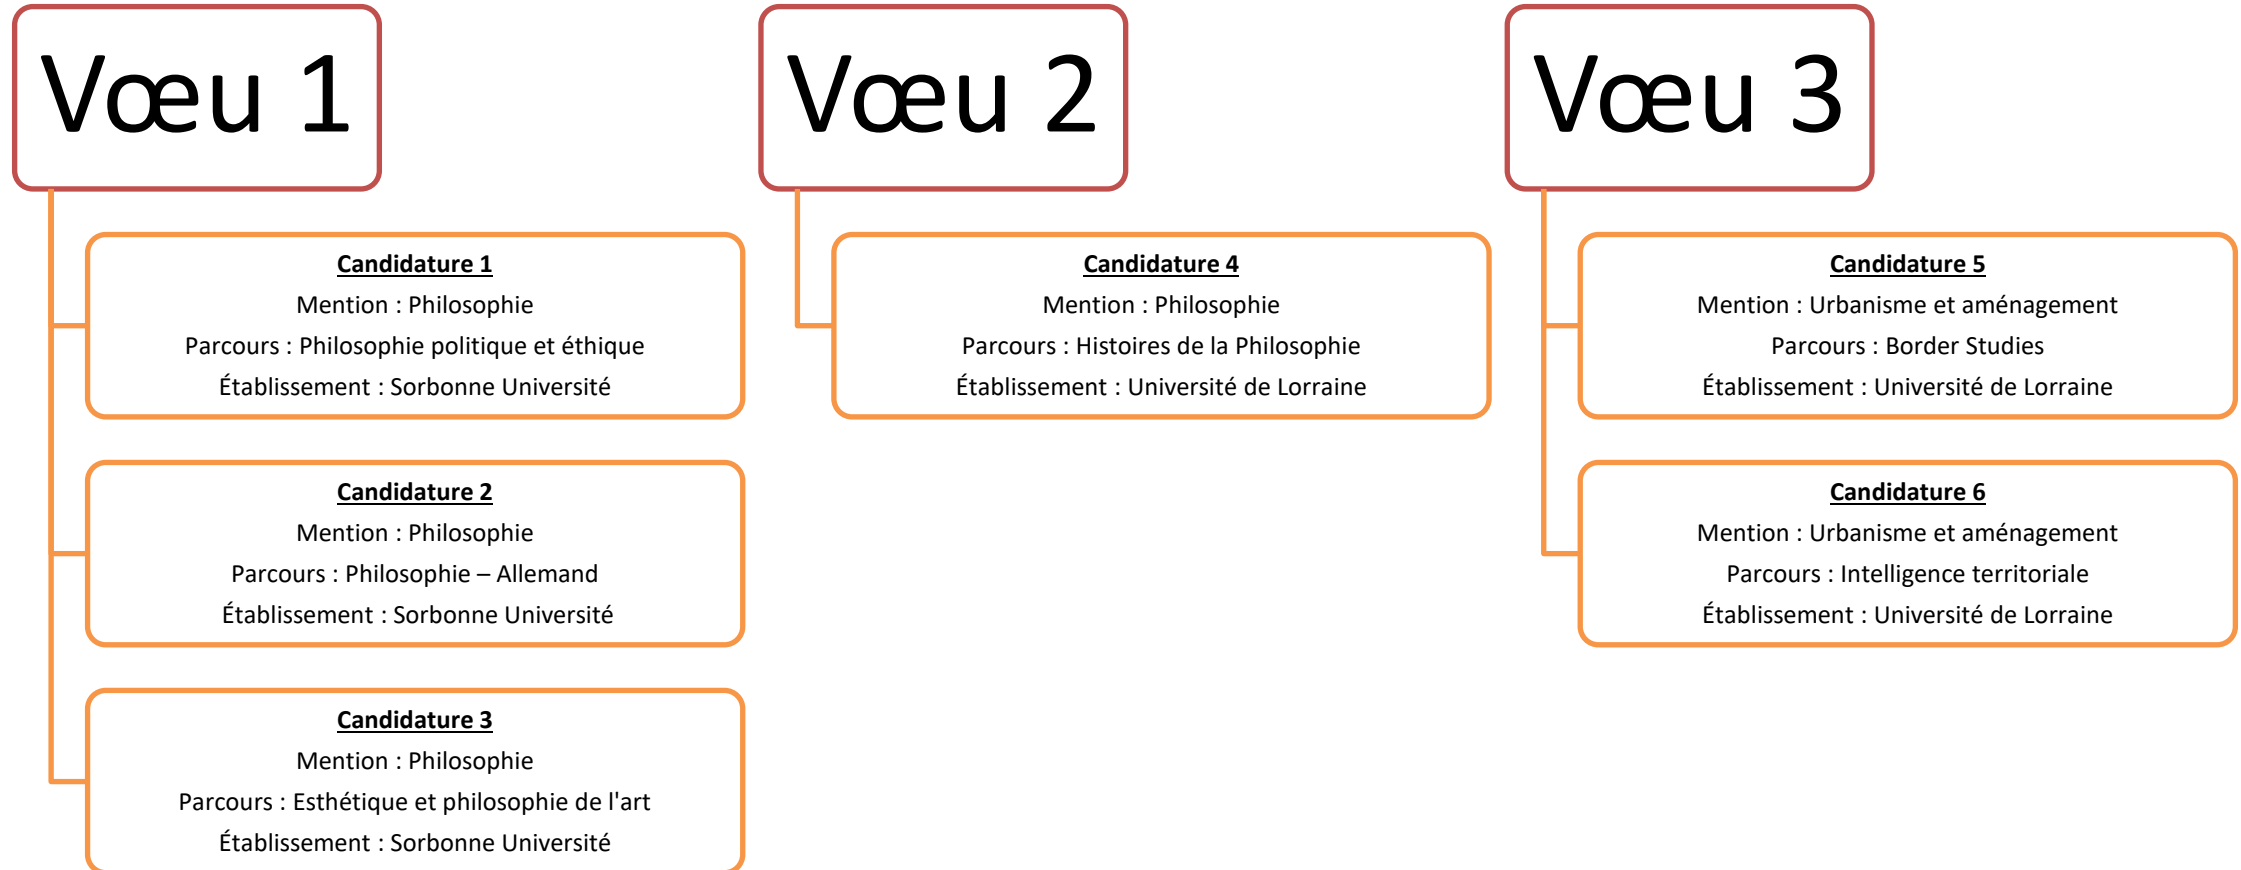 Vœu 1
Candidature 1
Mention : Philosophie
Parcours : Philosophie politique et éthique
Établissement : Sorbonne Université
Candidature 2
Mention : Philosophie
Parcours : Philosophie – Allemand
Établissement : Sorbonne Université
Candidature 3
Mention : Philosophie
Parcours : Esthétique et philosophie de l'art
Établissement : Sorbonne Université
Vœu 2
Candidature 4
Mention : Philosophie
Parcours : Histoires de la Philosophie
Établissement : Université de Lorraine
Vœu 3
Candidature 5
Mention : Urbanisme et aménagement
Parcours : Border Studies
Établissement : Université de Lorraine
Candidature 6
Mention : Urbanisme et aménagement
Parcours : Intelligence territoriale
Établissement : Université de Lorraine